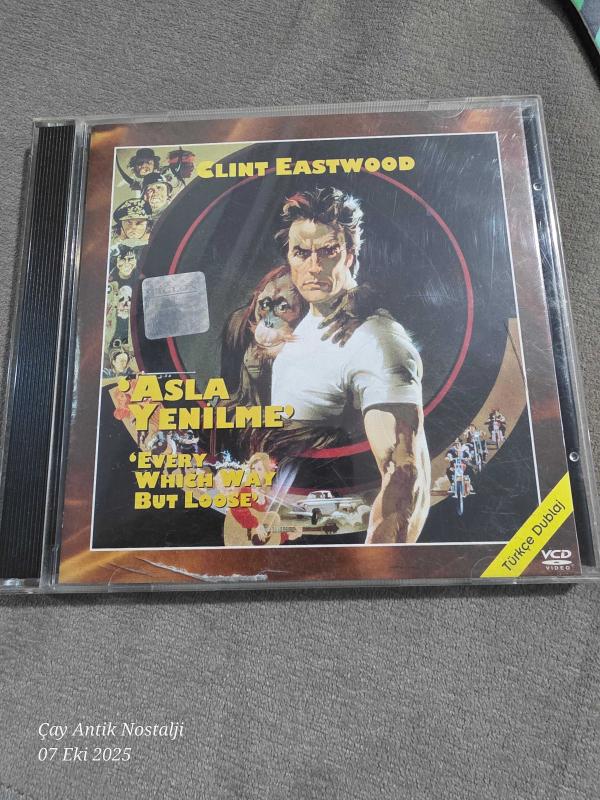 CLINT EASTWOOD
'ASLA
YENİLME'
'EVERY
WHICH WAY
BUT LOOSE'
Türkçe Dublaj
VCD
VIDEO
Çay Antik Nostalji
07 Eki 2025